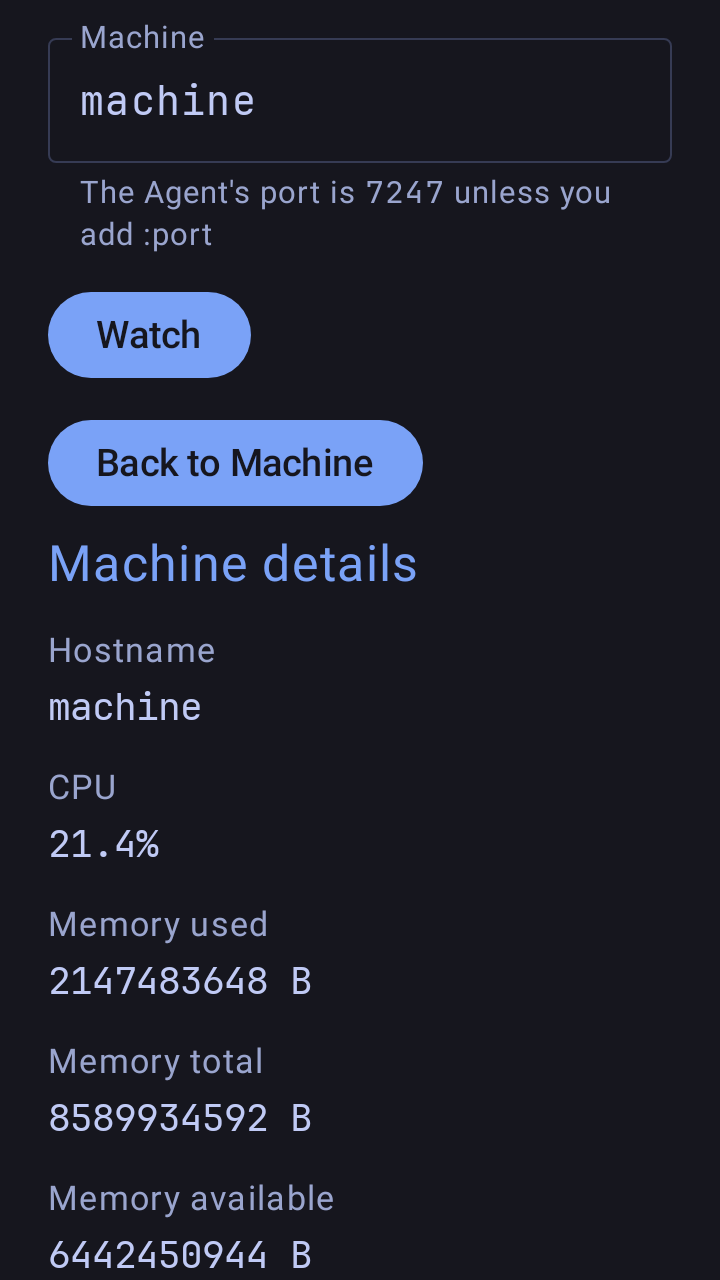 Machine
machine
The Agent's port is 7247 unless you
add :port
Watch
Back to Machine
Machine details
Hostname
machine
CPU
21.4%
Memory used
2147483648 B
Memory total
8589934592 B
Memory available
6442450944 B